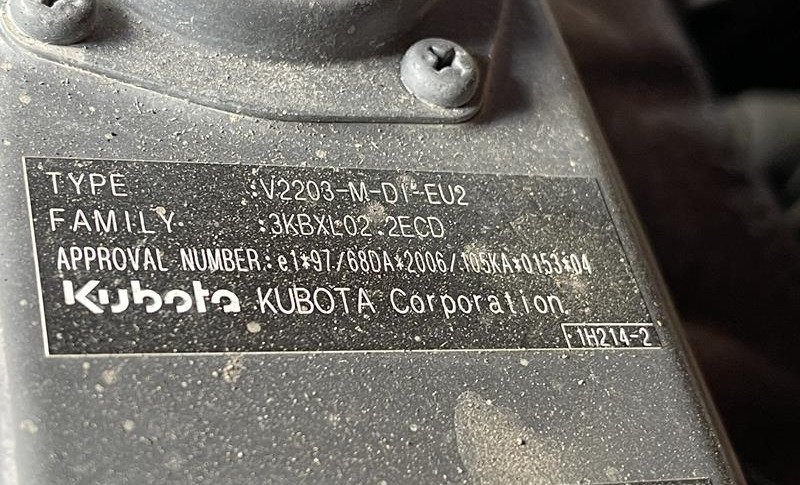 TYPE :V2203-M-DI-EU2
FAMILY :3KBXL02.2ECD
APPROVAL NUMBER:e1*97/68DA*2006/105KA*0153*04
Kubota KUBOTA Corporation
1H214-2